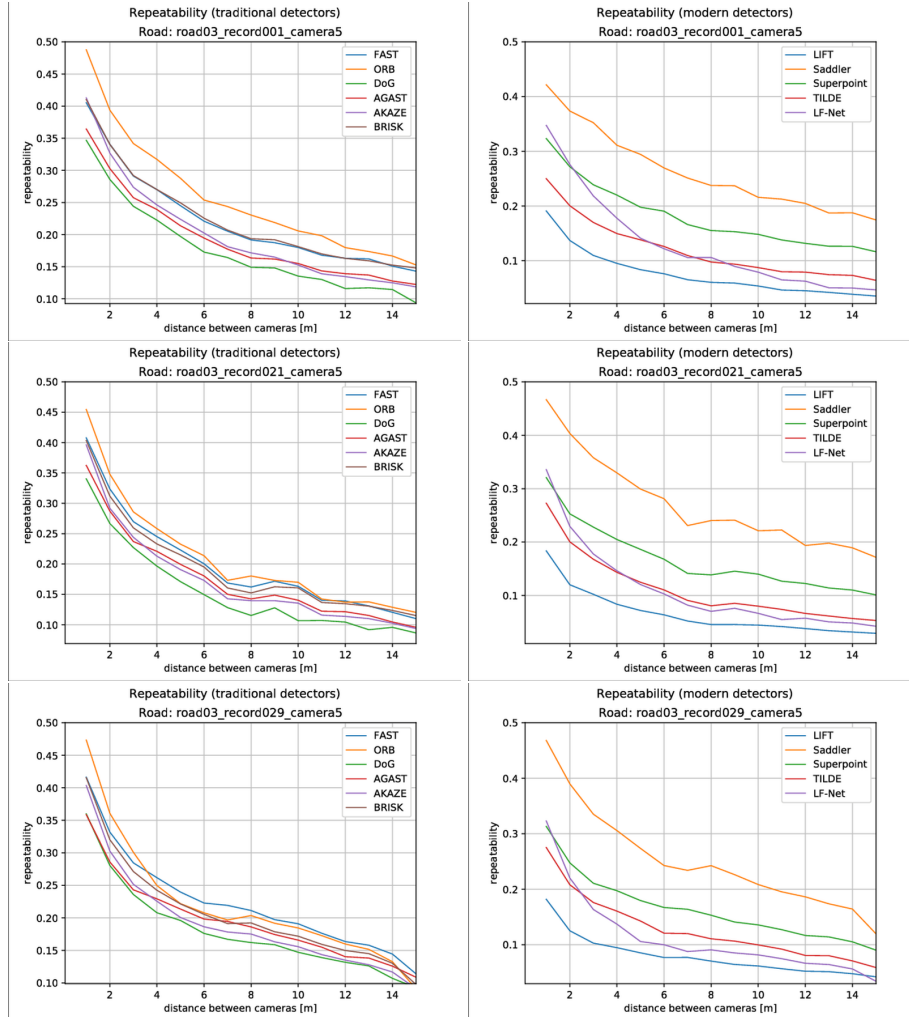 Repeatability (traditional detectors)
Road: road03_record001_camera5
0.50
0.45
0.40
0.35
0.30
0.25
0.20
0.15
0.10
repeatability
FAST
ORB
DoG
AGAST
AKAZE
BRISK
2 4 6 8 10 12 14
distance between cameras [m]
Repeatability (modern detectors)
Road: road03_record001_camera5
0.5
0.4
0.3
0.2
0.1
repeatability
LIFT
Saddler
Superpoint
TILDE
LF-Net
2 4 6 8 10 12 14
distance between cameras [m]
Repeatability (traditional detectors)
Road: road03_record021_camera5
0.50
0.45
0.40
0.35
0.30
0.25
0.20
0.15
0.10
repeatability
FAST
ORB
DoG
AGAST
AKAZE
BRISK
2 4 6 8 10 12 14
distance between cameras [m]
Repeatability (modern detectors)
Road: road03_record021_camera5
0.5
0.4
0.3
0.2
0.1
repeatability
LIFT
Saddler
Superpoint
TILDE
LF-Net
2 4 6 8 10 12 14
distance between cameras [m]
Repeatability (traditional detectors)
Road: road03_record029_camera5
0.50
0.45
0.40
0.35
0.30
0.25
0.20
0.15
0.10
repeatability
FAST
ORB
DoG
AGAST
AKAZE
BRISK
2 4 6 8 10 12 14
distance between cameras [m]
Repeatability (modern detectors)
Road: road03_record029_camera5
0.5
0.4
0.3
0.2
0.1
repeatability
LIFT
Saddler
Superpoint
TILDE
LF-Net
2 4 6 8 10 12 14
distance between cameras [m]